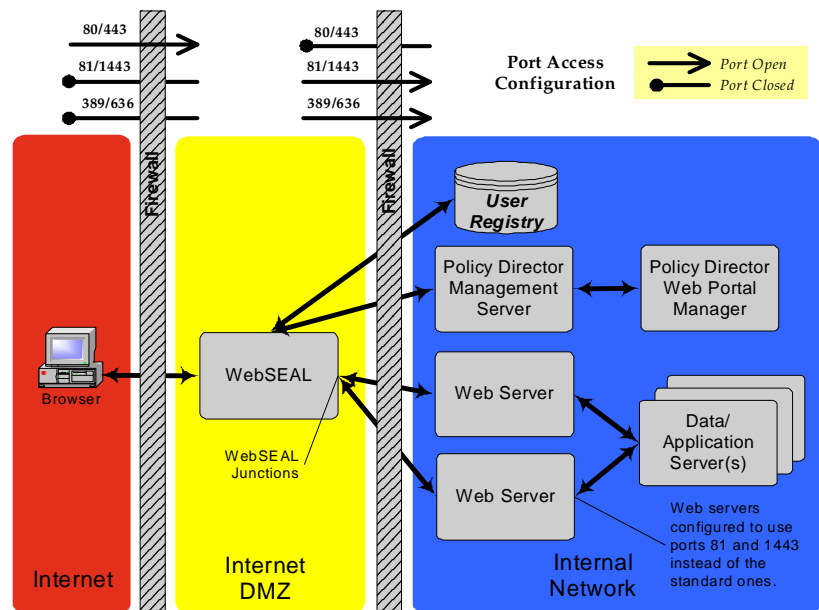 80/443
81/1443
389/636
80/443
81/1443
389/636
Port Access
Configuration
Port Open
Port Closed
Firewall
Firewall
User
Registry
Policy Director
Management
Server
Policy Director
Web Portal
Manager
Browser
WebSEAL
WebSEAL
Junctions
Web Server
Web Server
Data/
Application
Server(s)
Web servers
configured to use
ports 81 and 1443
instead of the
standard ones.
Internet
Internet
DMZ
Internal
Network